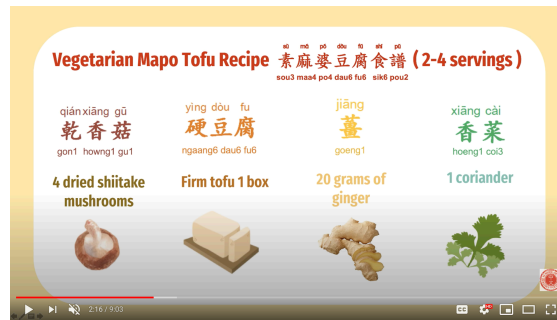 sù má pó dòu fǔ shí pǔ
Vegetarian Mapo Tofu Recipe 素麻婆豆腐食譜 ( 2-4 servings )
sou3 maa4 po4 dau6 fu6 sik6 pou2
qián xiāng gū
乾香菇
gon1 howng1 gu1
4 dried shiitake
mushrooms
yìng dòu fu
硬豆腐
ngaang6 dau6 fu6
Firm tofu 1 box
jiāng
薑
goeng1
20 grams of
ginger
xiāng cài
香菜
hoeng1 coi3
1 coriander
2:16 / 9:03
CC
HD